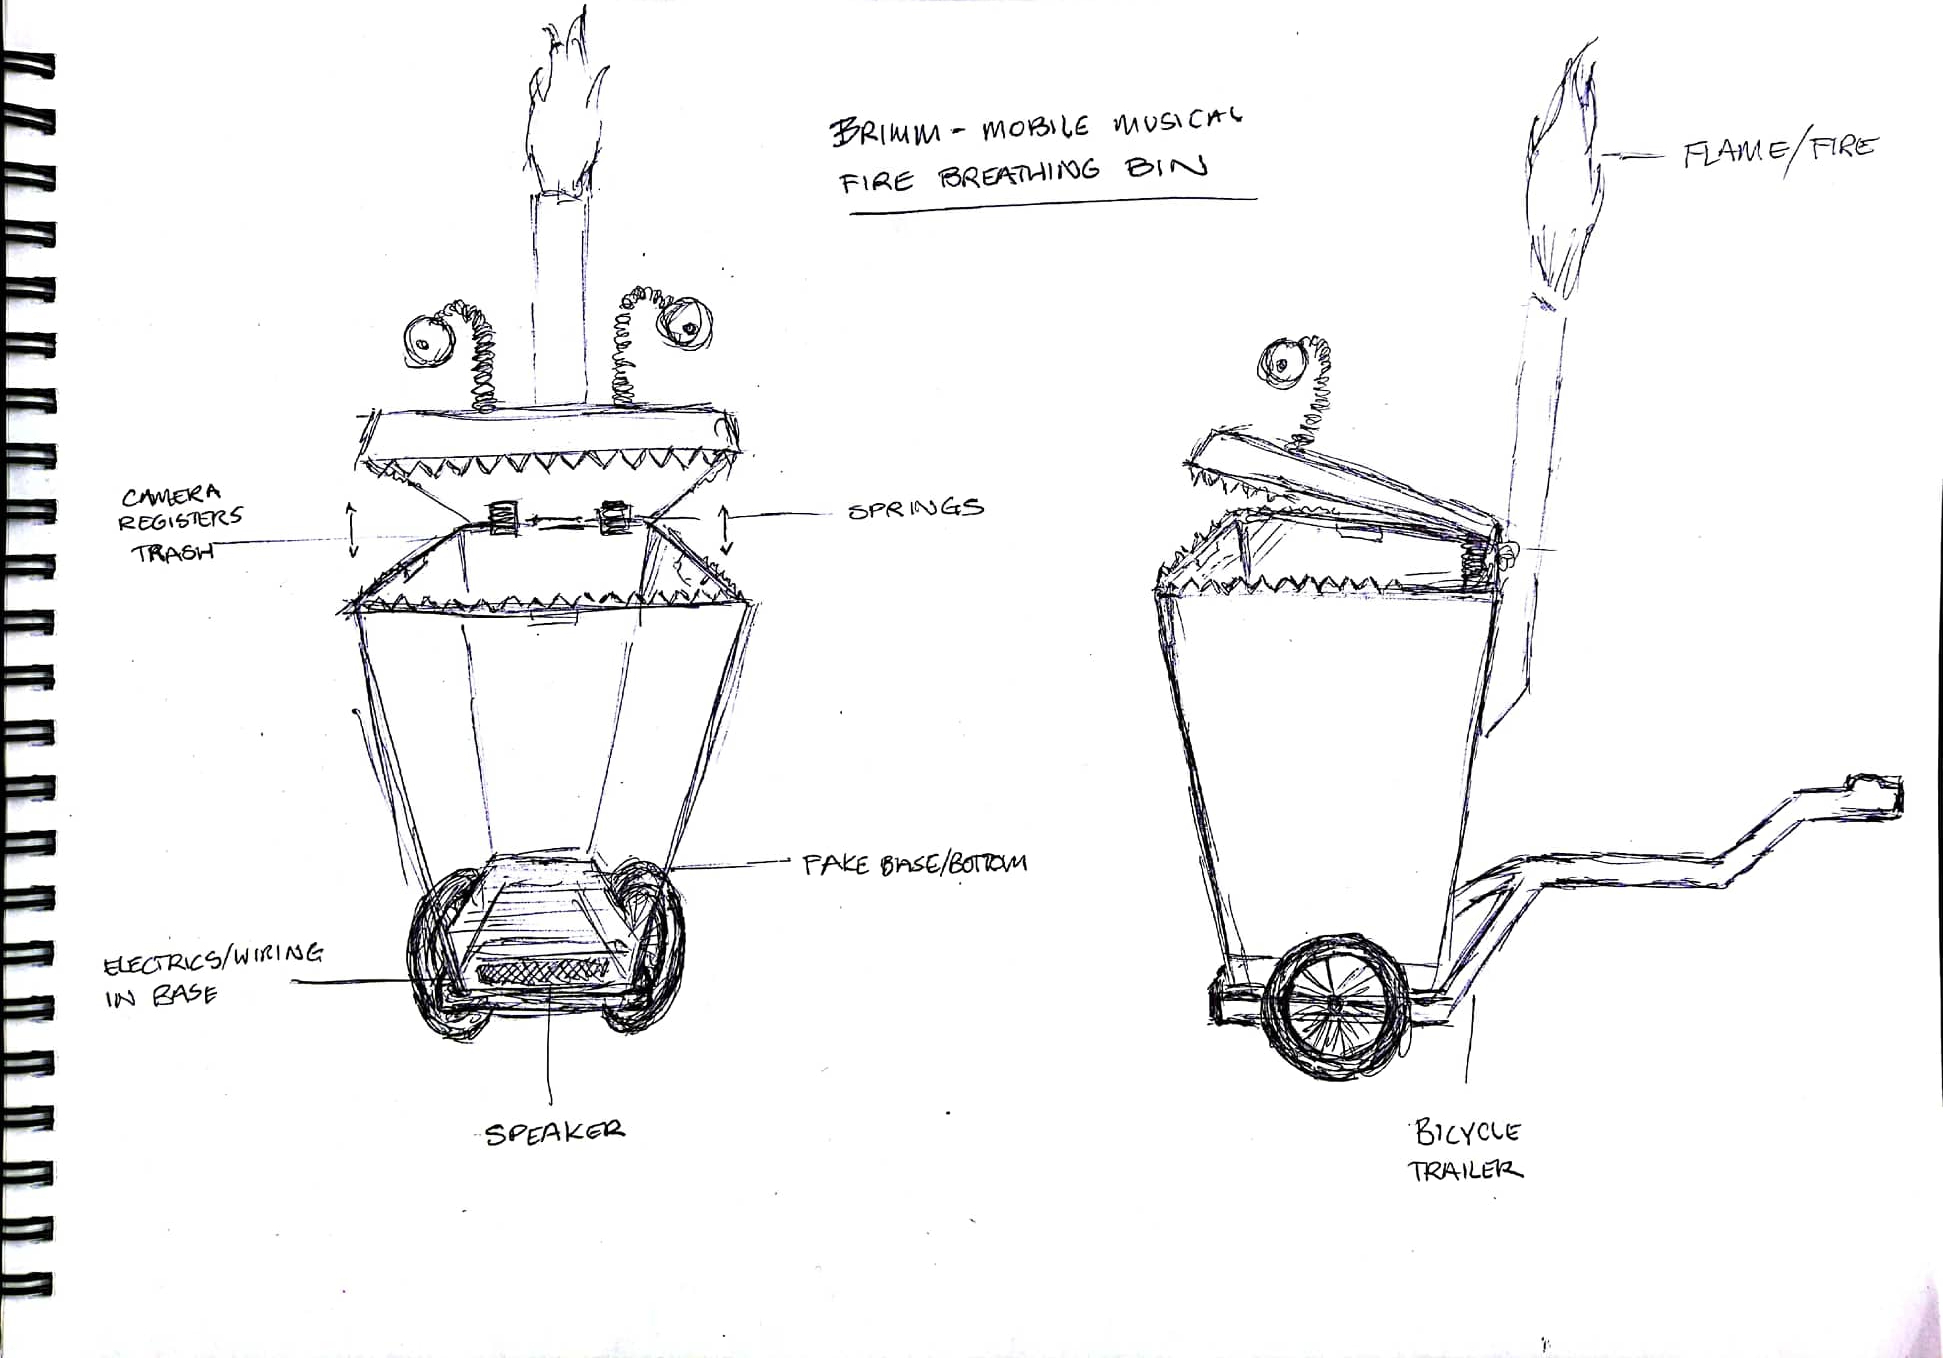 BRIMM - MOBILE MUSICAL
FIRE BREATHING BIN
FLAME/FIRE
CAMERA
REGISTERS
TRASH
SPRINGS
FAKE BASE/BOTTOM
ELECTRICS/WIRING
IN BASE
SPEAKER
BICYCLE
TRAILER